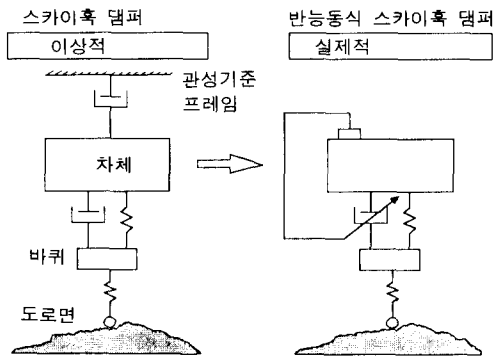 스카이훅 댐퍼
이상적
관성기준
프레임
차체
바퀴
도로면
반능동식 스카이훅 댐퍼
실제적